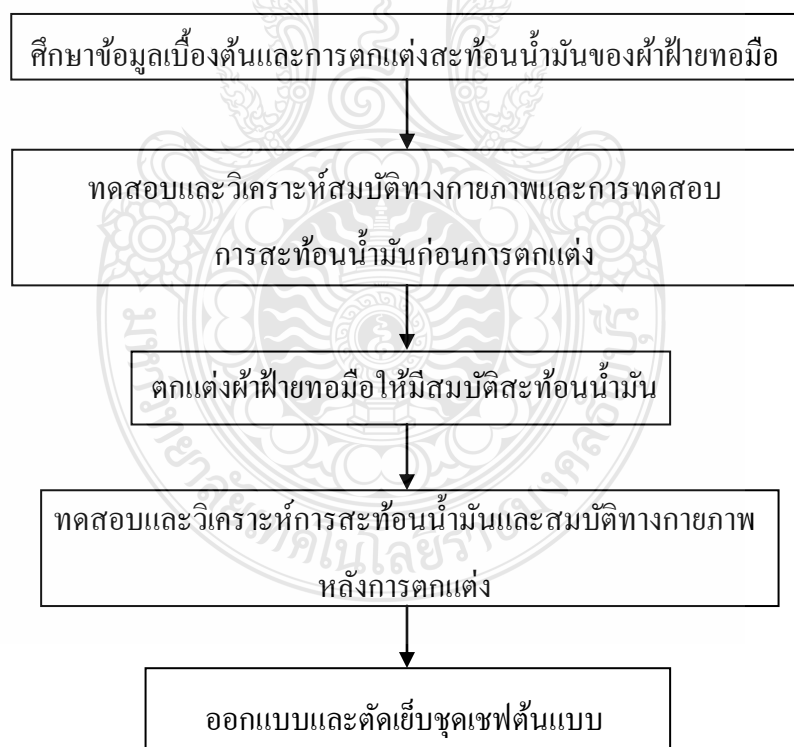 ศึกษาข้อมูลเบื้องต้นและการตกแต่งสะท้อนน้ำมันของผ้าฝ้ายทอมือ
ทดสอบและวิเคราะห์สมบัติทางกายภาพและการทดสอบ
การสะท้อนน้ำมันก่อนการตกแต่ง
ตกแต่งผ้าฝ้ายทอมือให้มีสมบัติสะท้อนน้ำมัน
ทดสอบและวิเคราะห์การสะท้อนน้ำมันและสมบัติทางกายภาพ
หลังการตกแต่ง
ออกแบบและตัดเย็บชุดเชฟต้นแบบ